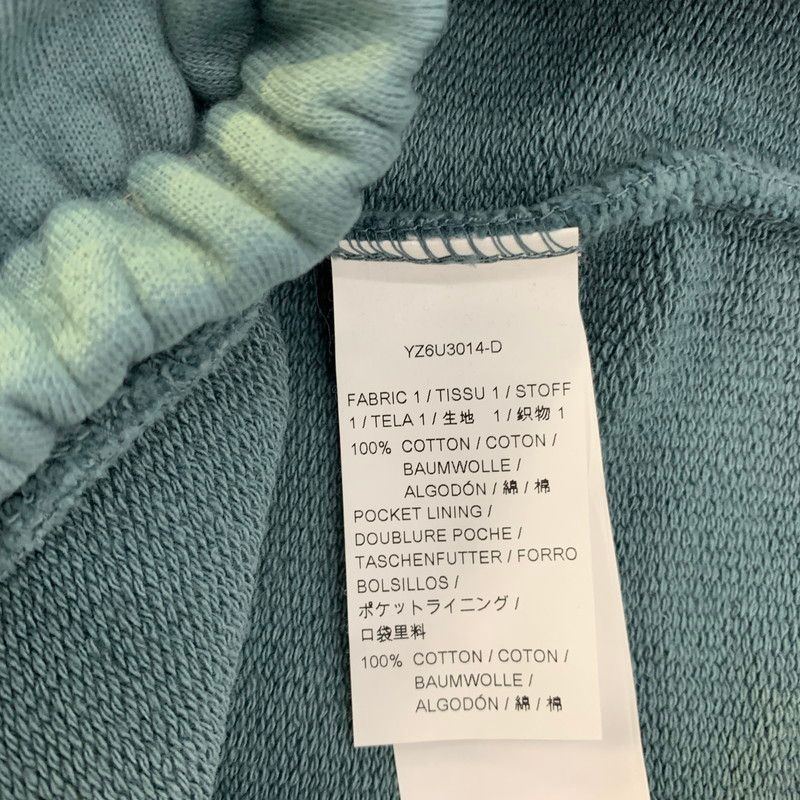 YZ6U3014-D
FABRIC 1 / TISSU 1 / STOFF
1 / TELA 1 / 生地 1 / 织物 1
100% COTTON / COTON /
BAUMWOLLE /
ALGODÓN / 綿 / 棉
POCKET LINING /
DOUBLURE POCHE /
TASCHENFUTTER / FORRO
BOLSILLOS /
ポケットライニング /
口袋里料
100% COTTON / COTON /
BAUMWOLLE /
ALGODÓN / 綿 / 棉